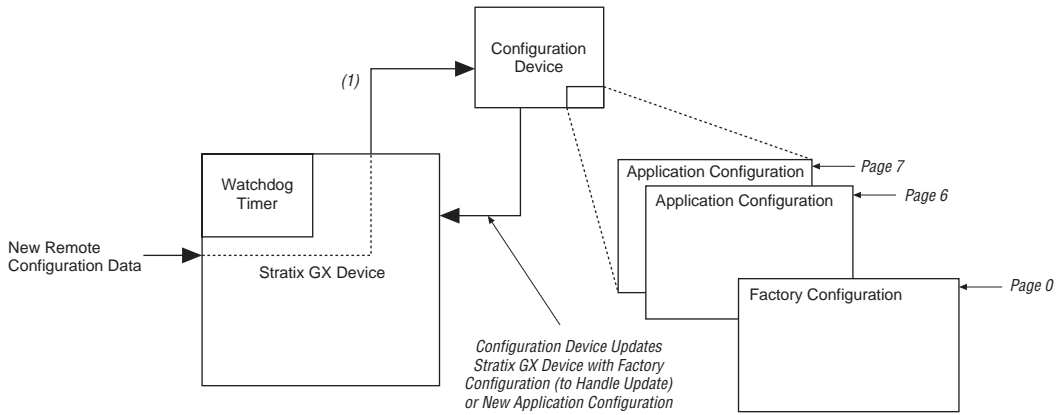 Configuration
Device
(1)
Watchdog
Timer
New Remote
Configuration Data
Stratix GX Device
Application Configuration
Page 7
Application Configuration
Page 6
Factory Configuration
Page 0
Configuration Device Updates
Stratix GX Device with Factory
Configuration (to Handle Update)
or New Application Configuration